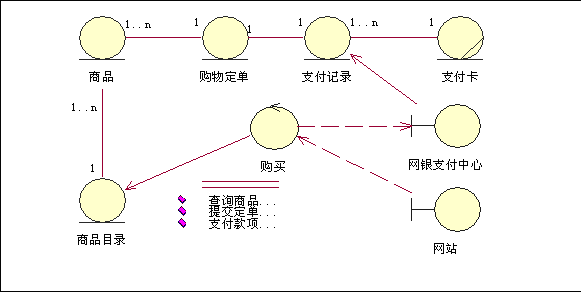 1..n 1 1 1 1..n 1
商品 购物定单 支付记录 支付卡
1..n
购买 网银支付中心
1
查询商品...
提交定单...
支付款项...
商品目录 网站